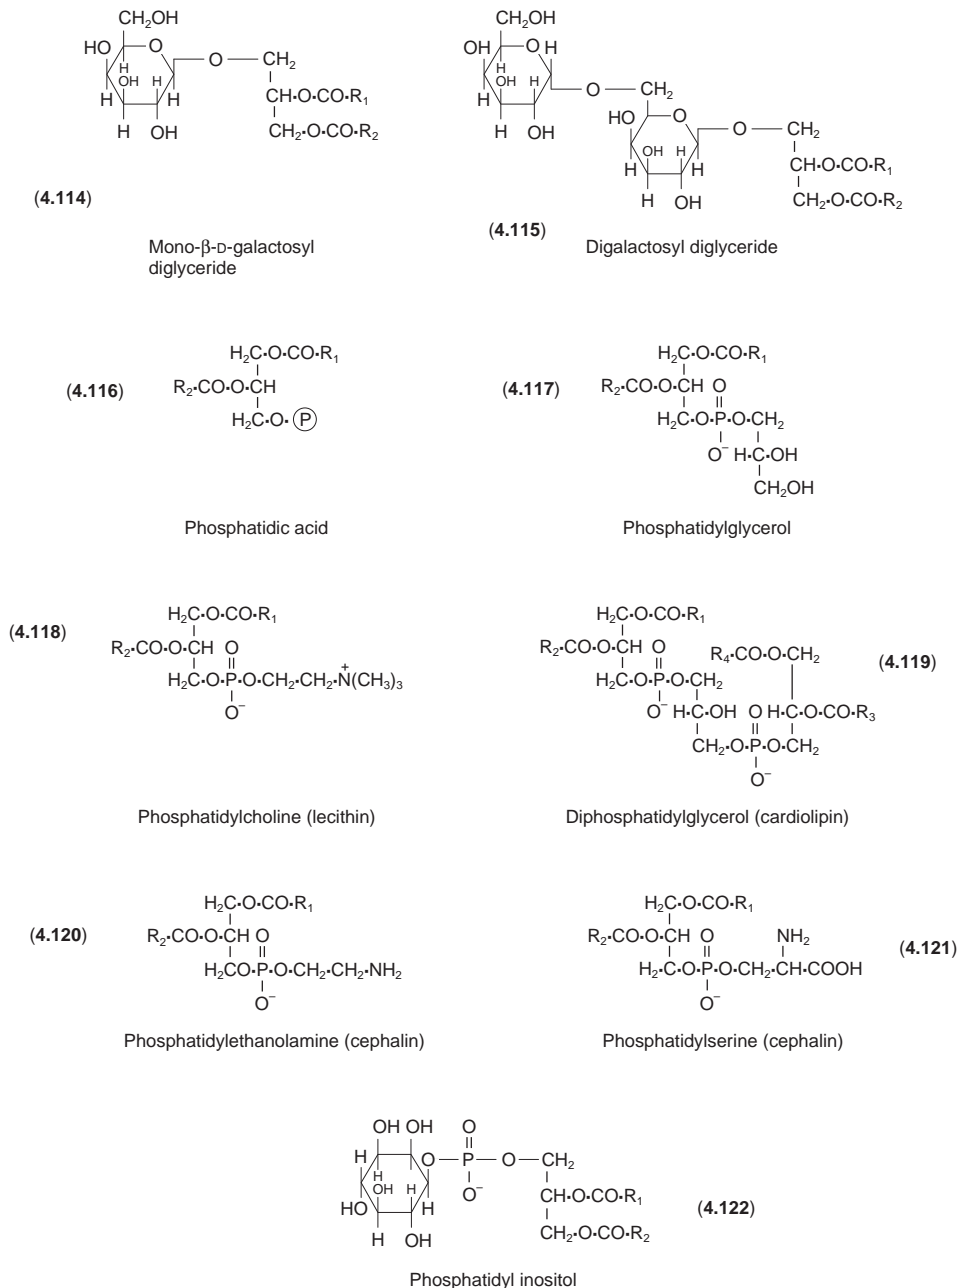 CH₂OH
HO
O
O
CH₂
H
OH
H
H
CH·O·CO·R₁
H
OH
CH₂·O·CO·R₂
(4.114)
Mono-β-D-galactosyl
diglyceride
CH₂OH
OH
O
H
H
OH
H
H
OH
O
CH₂
HO
O
O
CH₂
OH
H
H
H
H
OH
CH·O·CO·R₁
CH₂·O·CO·R₂
(4.115)
Digalactosyl diglyceride
H₂C·O·CO·R₁
(4.116)
R₂·CO·O·CH
H₂C·O· P
Phosphatidic acid
H₂C·O·CO·R₁
(4.117)
R₂·CO·O·CH O
H₂C·O·P·O·CH₂
O⁻ H·C·OH
CH₂OH
Phosphatidylglycerol
H₂C·O·CO·R₁
(4.118)
R₂·CO·O·CH O
H₂C·O·P·O·CH₂·CH₂·N⁺(CH₃)₃
O⁻
Phosphatidylcholine (lecithin)
H₂C·O·CO·R₁
R₂·CO·O·CH O
R₄·CO·O·CH₂
(4.119)
H₂C·O·P·O·CH₂
O⁻ H·C·OH O H·C·O·CO·R₃
CH₂·O·P·O·CH₂
O⁻
Diphosphatidylglycerol (cardiolipin)
H₂C·O·CO·R₁
(4.120)
R₂·CO·O·CH O
H₂CO·P·O·CH₂·CH₂·NH₂
O⁻
Phosphatidylethanolamine (cephalin)
H₂C·O·CO·R₁
R₂·CO·O·CH O NH₂
(4.121)
H₂·C·O·P·O·CH₂·CH·COOH
O⁻
Phosphatidylserine (cephalin)
OH OH
O
H
O
P
O
CH₂
H
OH
H
H
O⁻
CH·O·CO·R₁
HO
H
OH
CH₂·O·CO·R₂
(4.122)
Phosphatidyl inositol